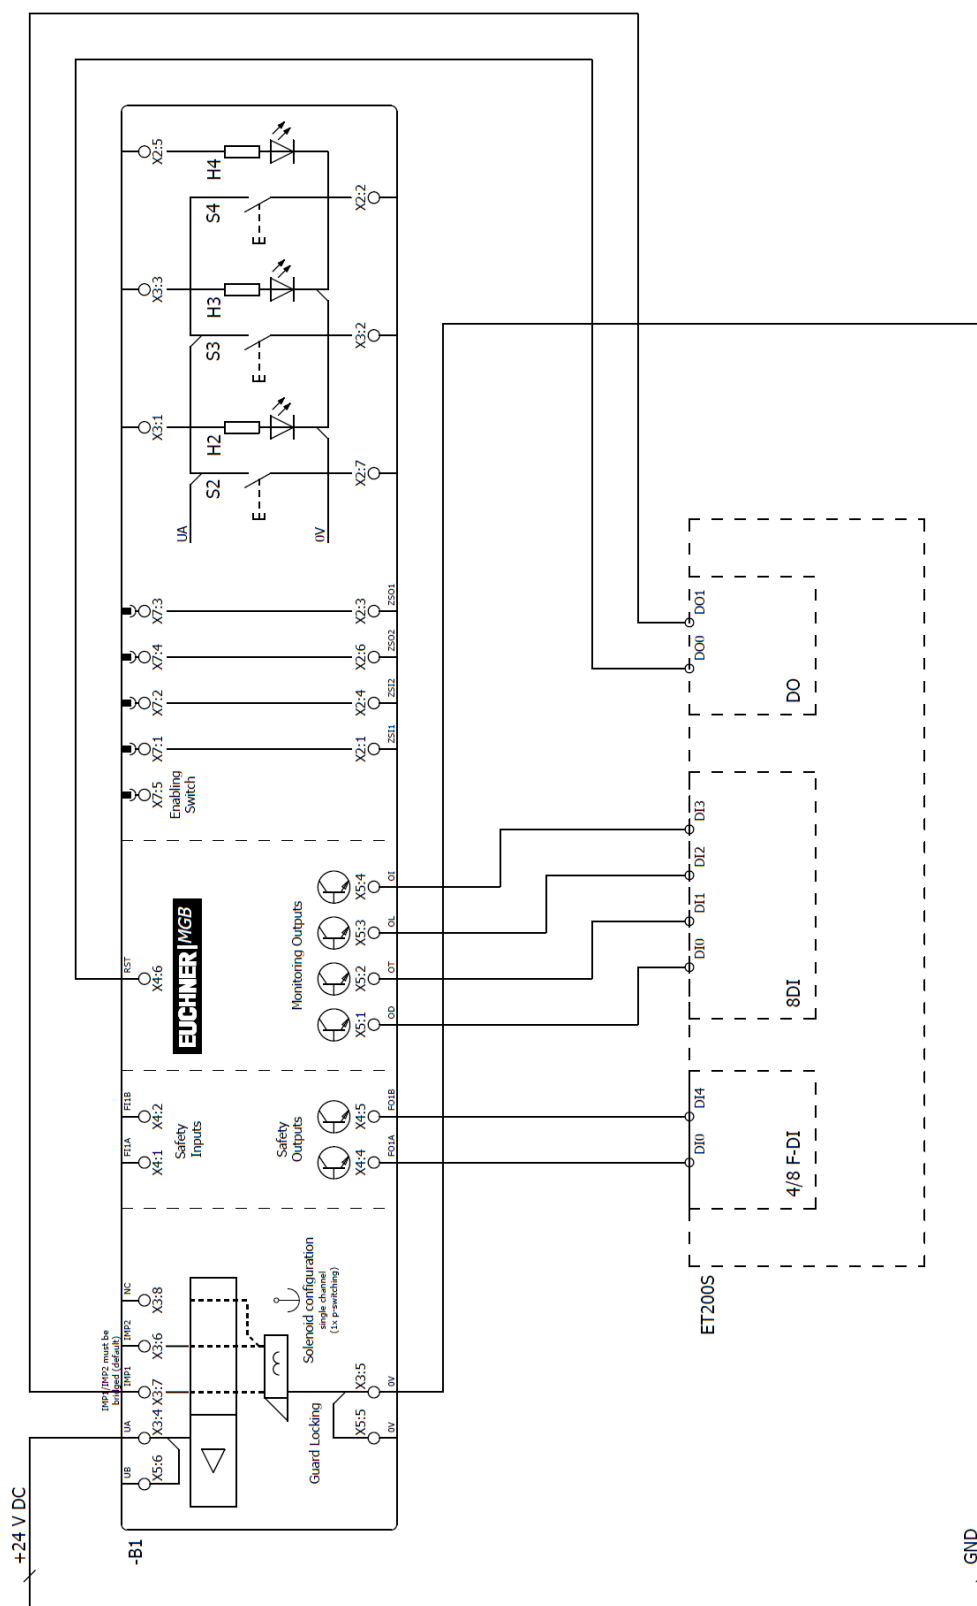 +24 V DC
GND
-B1
UB
X5:6
UA
X3:4
IMP1/IMP2 must be
bridged (default)
IMP1
X3:7
IMP2
X3:6
NC
X3:8
Solenoid configuration
single channel
(1x p-switching)
Guard Locking
X5:5
0V
X3:5
0V
FI1A
X4:1
FI1B
X4:2
Safety
Inputs
Safety
Outputs
X4:4
FO1A
X4:5
FO1B
RST
X4:6
EUCHNER|MGB
Monitoring Outputs
X5:1
OD
X5:2
OT
X5:3
OL
X5:4
OI
X7:5
Enabling
Switch
X7:1
X7:2
X7:4
X7:3
X2:1
ZSI1
X2:4
ZSI2
X2:6
ZSO2
X2:3
ZSO1
UA
0V
S2
H2
X3:1
X2:7
S3
H3
X3:3
X3:2
S4
H4
X2:5
X2:2
ET200S
4/8 F-DI
DI0
DI4
8DI
DI0
DI1
DI2
DI3
DO
DO0
DO1